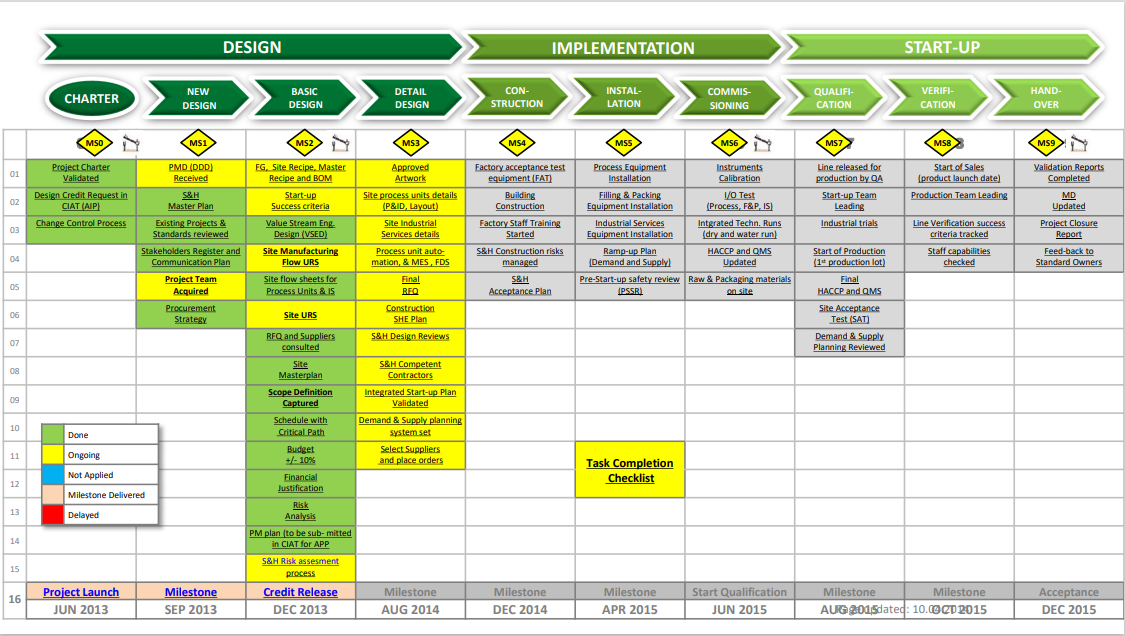 DESIGN
IMPLEMENTATION
START-UP
CHARTER
NEW
DESIGN
BASIC
DESIGN
DETAIL
DESIGN
CON-
STRUCTION
INSTAL-
LATION
COMMIS-
SIONING
QUALIFI-
CATION
VERIFI-
CATION
HAND-
OVER
MS0
MS1
MS2
MS3
MS4
MS5
MS6
MS7
MS8
MS9
01
Project Charter
Validated
PMD (DDD)
Received
FG, Site Recipe, Master
Recipe and BOM
Approved
Artwork
Factory acceptance test
equipment (FAT)
Process Equipment
Installation
Instruments
Calibration
Line released for
production by QA
Start of Sales
(product launch date)
Validation Reports
Completed
02
Design Credit Request in
CIAT (AIP)
S&H
Master Plan
Start-up
Success criteria
Site process units details
(P&ID, Layout)
Building
Construction
Filling & Packing
Equipment Installation
I/O Test
(Process, F&P, IS)
Start-up Team
Leading
Production Team Leading
MD
Updated
03
Change Control Process
Existing Projects &
Standards reviewed
Value Stream Eng.
Design (VSED)
Site Industrial
Services details
Factory Staff Training
Started
Industrial Services
Equipment Installation
Intgrated Techn. Runs
(dry and water run)
Industrial trials
Line Verification success
criteria tracked
Project Closure
Report
04
Stakeholders Register and
Communication Plan
Site Manufacturing
Flow URS
Process unit auto-
mation, & MES , FDS
S&H Construction risks
managed
Ramp-up Plan
(Demand and Supply)
HACCP and QMS
Updated
Start of Production
(1st production lot)
Staff capabilities
checked
Feed-back to
Standard Owners
05
Project Team
Acquired
Site flow sheets for
Process Units & IS
Final
RFQ
S&H
Acceptance Plan
Pre-Start-up safety review
(PSSR)
Raw & Packaging materials
on site
Final
HACCP and QMS
06
Procurement
Strategy
Site URS
Construction
SHE Plan
Site Acceptance
Test (SAT)
07
RFQ and Suppliers
consulted
S&H Design Reviews
Demand & Supply
Planning Reviewed
08
Site
Masterplan
S&H Competent
Contractors
09
Scope Definition
Captured
Integrated Start-up Plan
Validated
10
Schedule with
Critical Path
Demand & Supply planning
system set
11
Budget
+/- 10%
Select Suppliers
and place orders
Task Completion
Checklist
12
Financial
Justification
13
Risk
Analysis
14
PM plan (to be sub- mitted
in CIAT for APP
15
S&H Risk assesment
process
Done
Ongoing
Not Applied
Milestone Delivered
Delayed
16
Project Launch
Milestone
Credit Release
Milestone
Milestone
Milestone
Start Qualification
Milestone
Milestone
Acceptance
JUN 2013
SEP 2013
DEC 2013
AUG 2014
DEC 2014
APR 2015
JUN 2015
AUG 2015
OCT 2015
DEC 2015
updated: